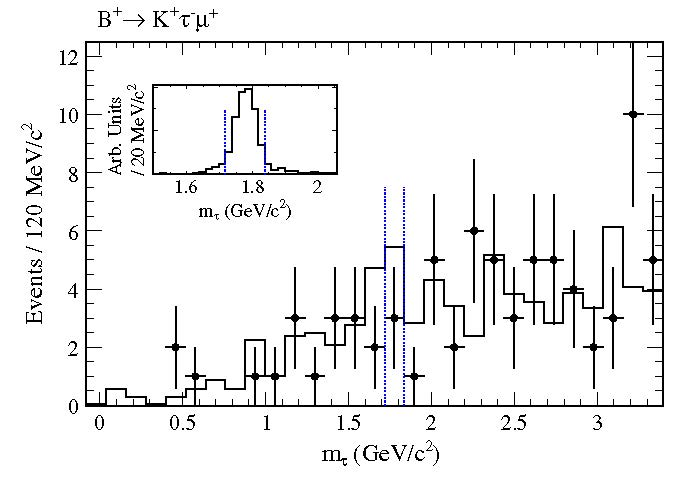 B⁺→ K⁺τ⁻μ⁺
Events / 120 MeV/c²
12
10
8
6
4
2
0
Arb. Units
/ 20 MeV/c²
1.6 1.8 2
m_τ (GeV/c²)
0 0.5 1 1.5 2 2.5 3
m_τ (GeV/c²)